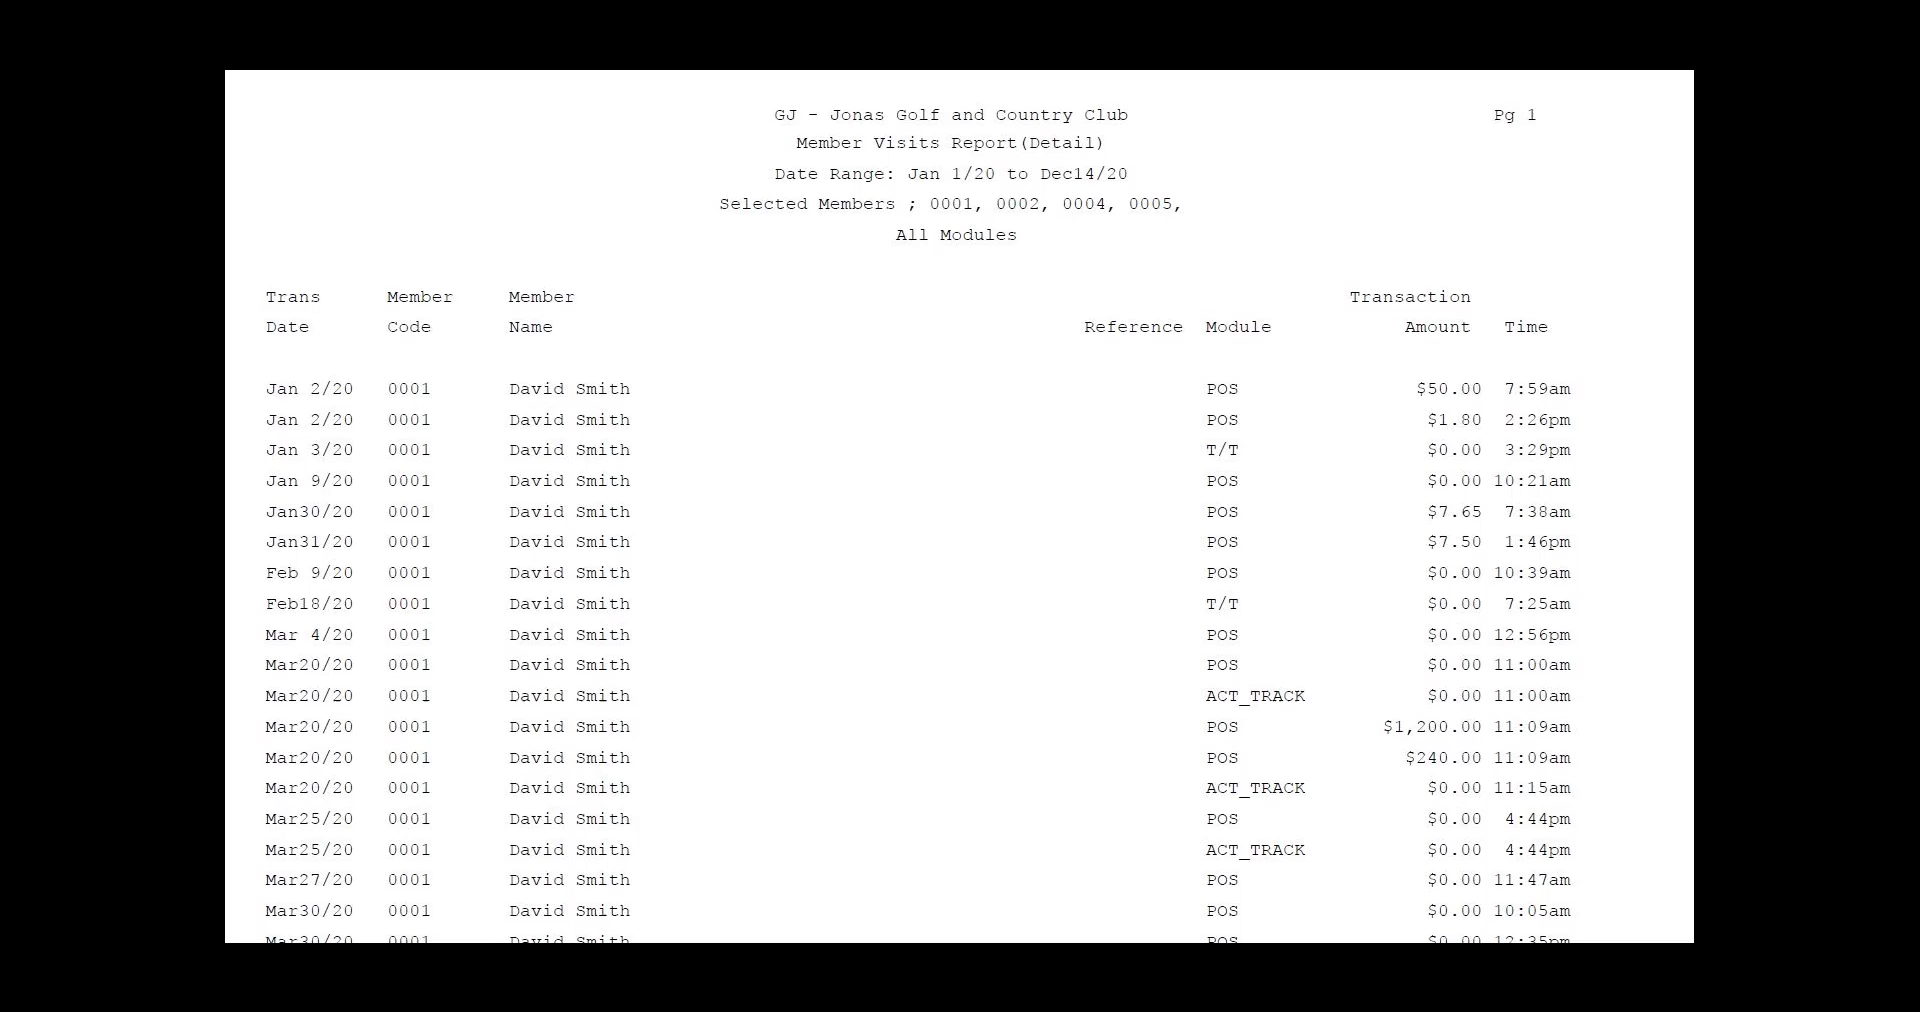 GJ - Jonas Golf and Country Club Pg 1
Member Visits Report(Detail)
Date Range: Jan 1/20 to Dec14/20
Selected Members ; 0001, 0002, 0004, 0005,
All Modules
Trans Member Member Transaction
Date Code Name Reference Module Amount Time
Jan 2/20 0001 David Smith POS $50.00 7:59am
Jan 2/20 0001 David Smith POS $1.80 2:26pm
Jan 3/20 0001 David Smith T/T $0.00 3:29pm
Jan 9/20 0001 David Smith POS $0.00 10:21am
Jan30/20 0001 David Smith POS $7.65 7:38am
Jan31/20 0001 David Smith POS $7.50 1:46pm
Feb 9/20 0001 David Smith POS $0.00 10:39am
Feb18/20 0001 David Smith T/T $0.00 7:25am
Mar 4/20 0001 David Smith POS $0.00 12:56pm
Mar20/20 0001 David Smith POS $0.00 11:00am
Mar20/20 0001 David Smith ACT_TRACK $0.00 11:00am
Mar20/20 0001 David Smith POS $1,200.00 11:09am
Mar20/20 0001 David Smith POS $240.00 11:09am
Mar20/20 0001 David Smith ACT_TRACK $0.00 11:15am
Mar25/20 0001 David Smith POS $0.00 4:44pm
Mar25/20 0001 David Smith ACT_TRACK $0.00 4:44pm
Mar27/20 0001 David Smith POS $0.00 11:47am
Mar30/20 0001 David Smith POS $0.00 10:05am
Mar30/20 0001 David Smith POS $0.00 12:35pm